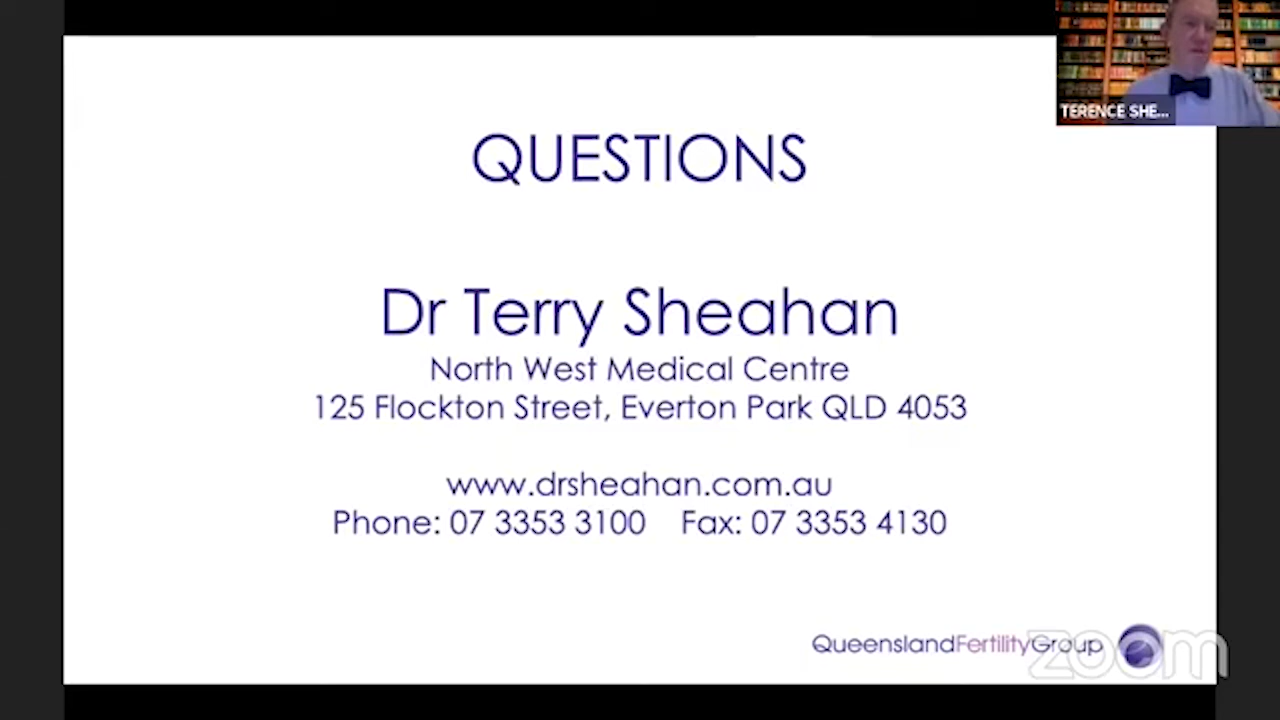 TERENCE SHE...
QUESTIONS
Dr Terry Sheahan
North West Medical Centre
125 Flockton Street, Everton Park QLD 4053
www.drsheahan.com.au
Phone: 07 3353 3100 Fax: 07 3353 4130
QueenslandFertilityGroup
zoom